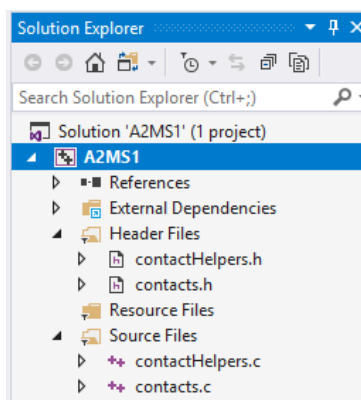 Solution Explorer
Search Solution Explorer (Ctrl+;)
Solution 'A2MS1' (1 project)
A2MS1
References
External Dependencies
Header Files
contactHelpers.h
contacts.h
Resource Files
Source Files
contactHelpers.c
contacts.c